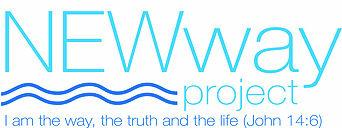 NEWway
project
I am the way, the truth and the life (John 14:6)